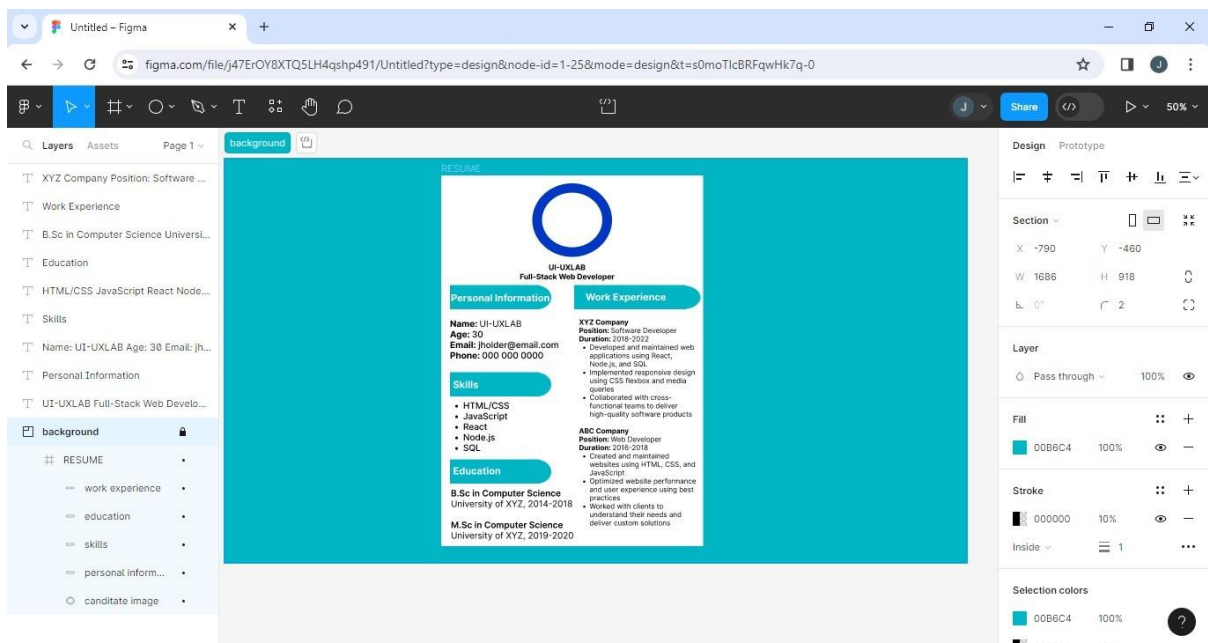 Untitled – Figma
figma.com/file/j47ErOY8XTQ5LH4qshp491/Untitled?type=design&node-id=1-25&mode=design&t=s0moTIcBRFqwHk7q-0
J
J
Share
50%
Layers Assets Page 1
XYZ Company Position: Software ...
Work Experience
B.Sc in Computer Science Universi...
Education
HTML/CSS JavaScript React Node...
Skills
Name: UI-UXLAB Age: 30 Email: jh...
Personal Information
UI-UXLAB Full-Stack Web Develo...
background
RESUME
work experience
education
skills
personal inform...
canditate image
background
RESUME
UI-UXLAB
Full-Stack Web Developer
Personal Information
Name: UI-UXLAB
Age: 30
Email: jholder@email.com
Phone: 000 000 0000
Skills
• HTML/CSS
• JavaScript
• React
• Node.js
• SQL
Education
B.Sc in Computer Science
University of XYZ, 2014-2018
M.Sc in Computer Science
University of XYZ, 2019-2020
Work Experience
XYZ Company
Position: Software Developer
Duration: 2018-2022
• Developed and maintained web
applications using React,
Node.js, and SQL
• Implemented responsive design
using CSS flexbox and media
queries
• Collaborated with cross-
functional teams to deliver
high-quality software products
ABC Company
Position: Web Developer
Duration: 2016-2018
• Created and maintained
websites using HTML, CSS, and
JavaScript
• Optimized website performance
and user experience using best
practices
• Worked with clients to
understand their needs and
deliver custom solutions
Design Prototype
Section
X -790 Y -460
W 1686 H 918
0° 2
Layer
Pass through 100%
Fill
00B6C4 100%
Stroke
000000 10%
Inside 1
Selection colors
00B6C4 100%
?